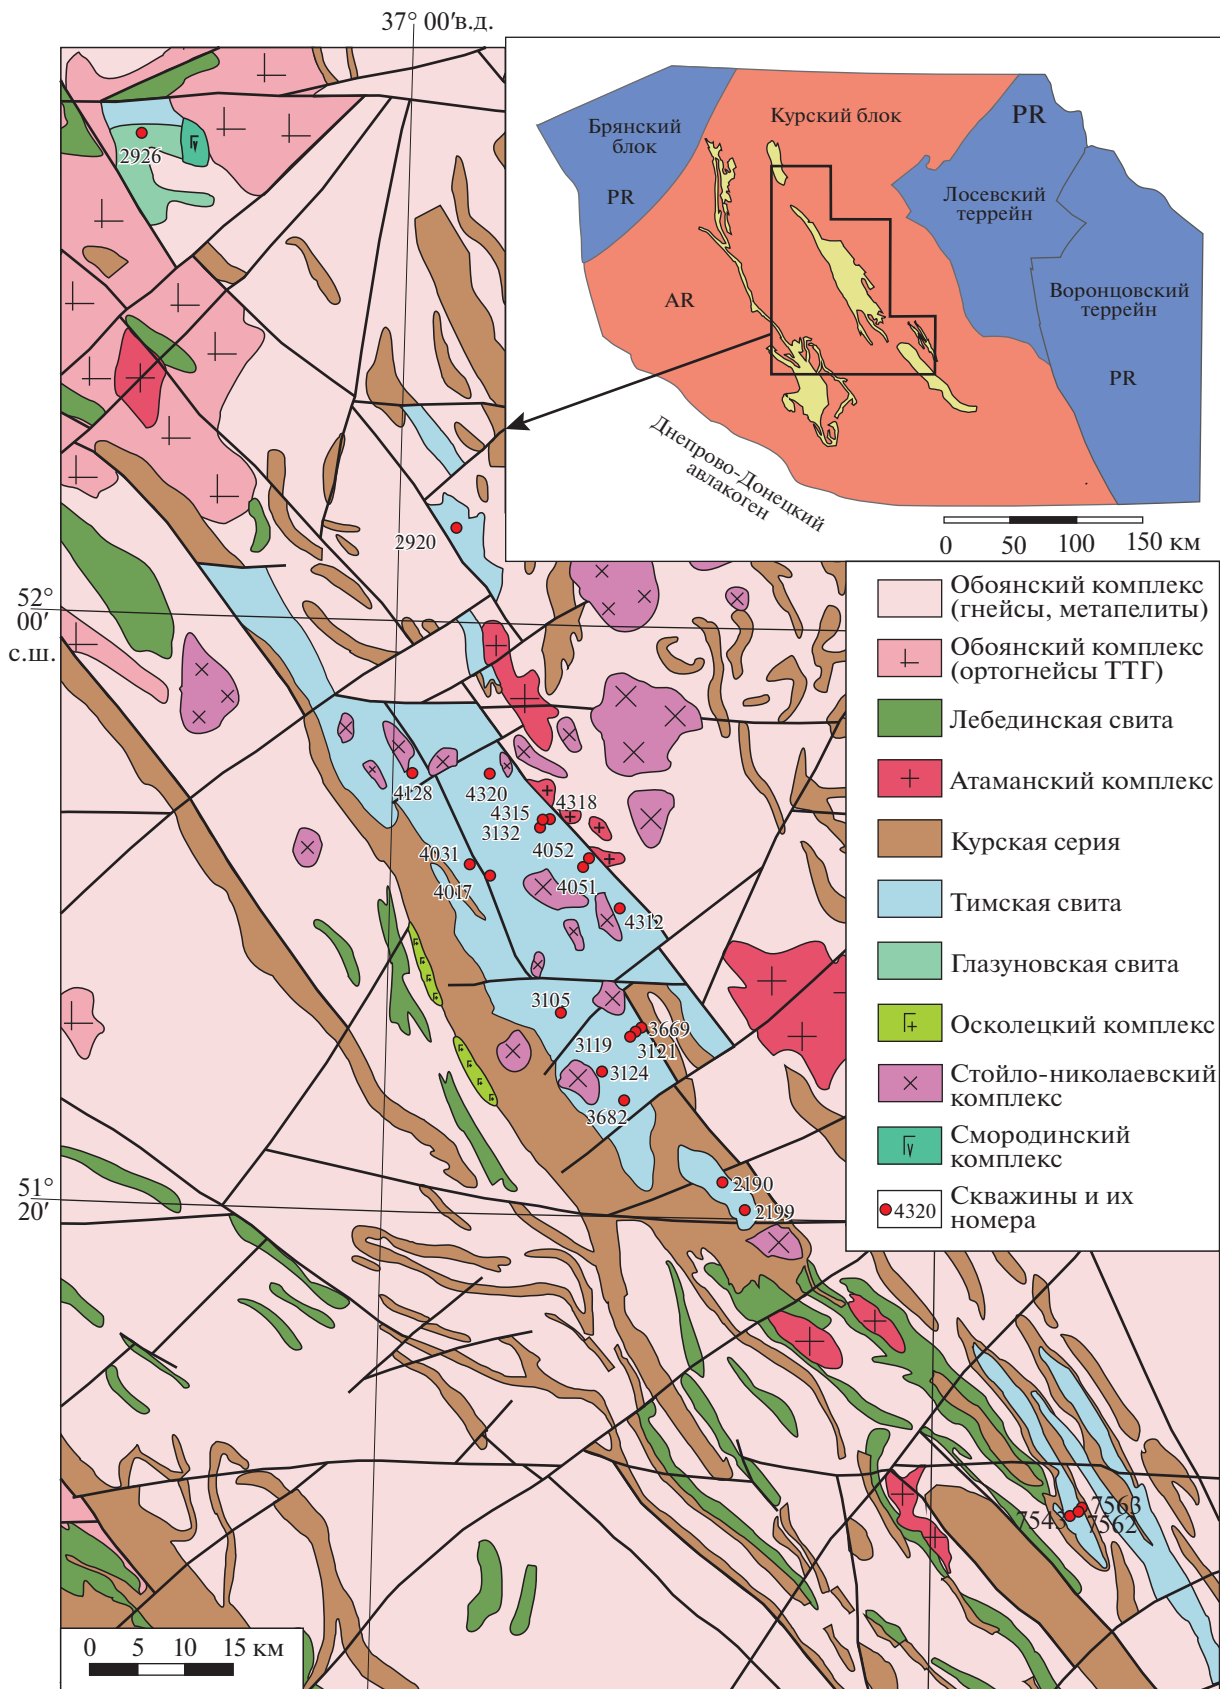 37° 00′в.д.
Брянский
блок
PR
Курский блок
PR
Лосевский
террейн
Воронцовский
террейн
PR
AR
Днепрово-Донецкий
авлакоген
0 50 100 150 км
52°
00′
с.ш.
51°
20′
2926
2920
4128
4320
4315
4318
3132
4052
4031
4017
4051
4312
3105
3669
3119
3121
3124
3682
2190
2199
7563
7543
7562
Обоянский комплекс
(гнейсы, метапелиты)
Обоянский комплекс
(ортогнейсы ТТГ)
Лебединская свита
Атаманский комплекс
Курская серия
Тимская свита
Глазуновская свита
Осколецкий комплекс
Стойло-николаевский
комплекс
Смородинский
комплекс
4320 Скважины и их
номера
0 5 10 15 км